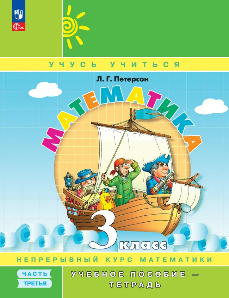 УЧУСЬ УЧИТЬСЯ
Л. Г. Петерсон
МАТЕМАТИКА
3 класс
НЕПРЕРЫВНЫЙ КУРС МАТЕМАТИКИ
ЧАСТЬ
ТРЕТЬЯ
УЧЕБНОЕ ПОСОБИЕ —
ТЕТРАДЬ